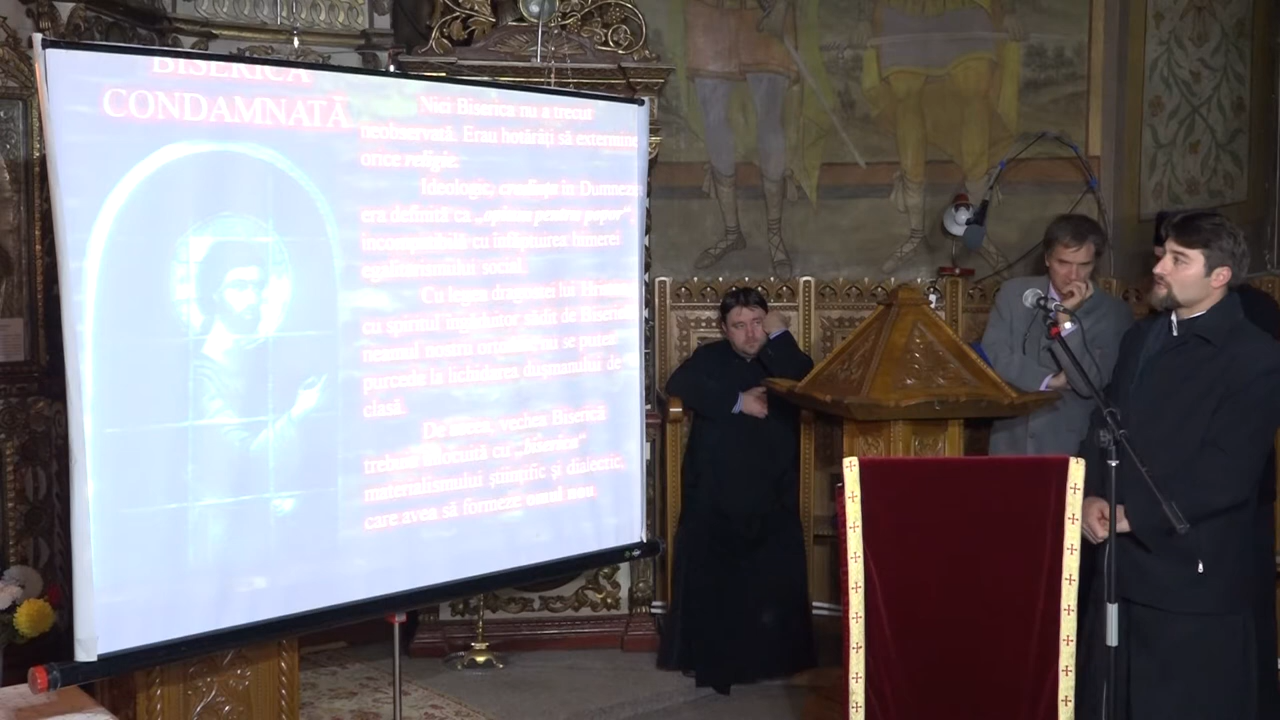 BISERICA
CONDAMNATĂ
Nici Biserica nu a trecut
neobservată. Erau hotărâți să extermine
orice religie.
Ideologic, credința în Dumnezeu
era definită ca „opium pentru popor"
incompatibilă cu înfăptuirea himerei
egalitarismului social.
Cu legea dragostei lui
cu spiritul împăciuitor sădit de Biserică
neamul nostru ortodox, nu se putea
purcede la lichidarea dușmanului de
clasă.
De aceea, vechea Biserică
trebuia înlocuită cu „biserica"
materialismului științific și dialectic,
care avea să formeze omul nou